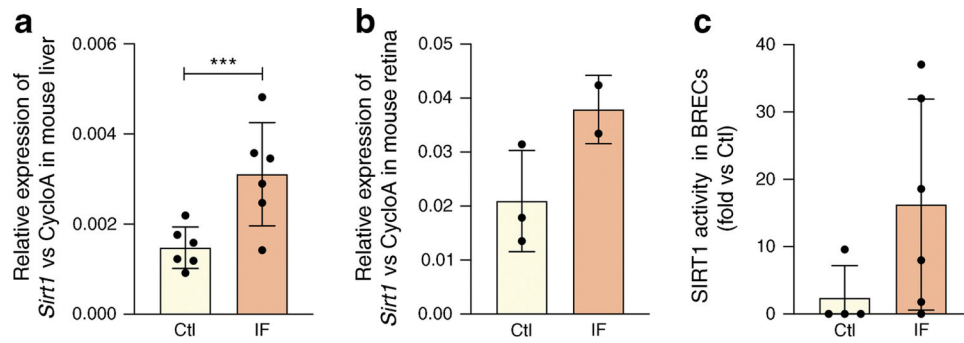 a
Relative expression of
Sirt1 vs CycloA in mouse liver
0.006
0.004
0.002
0.000
***
Ctl IF
b
Relative expression of
Sirt1 vs CycloA in mouse retina
0.05
0.04
0.03
0.02
0.01
0.00
Ctl IF
c
SIRT1 activity in BRECs
(fold vs Ctl)
40
30
20
10
0
Ctl IF